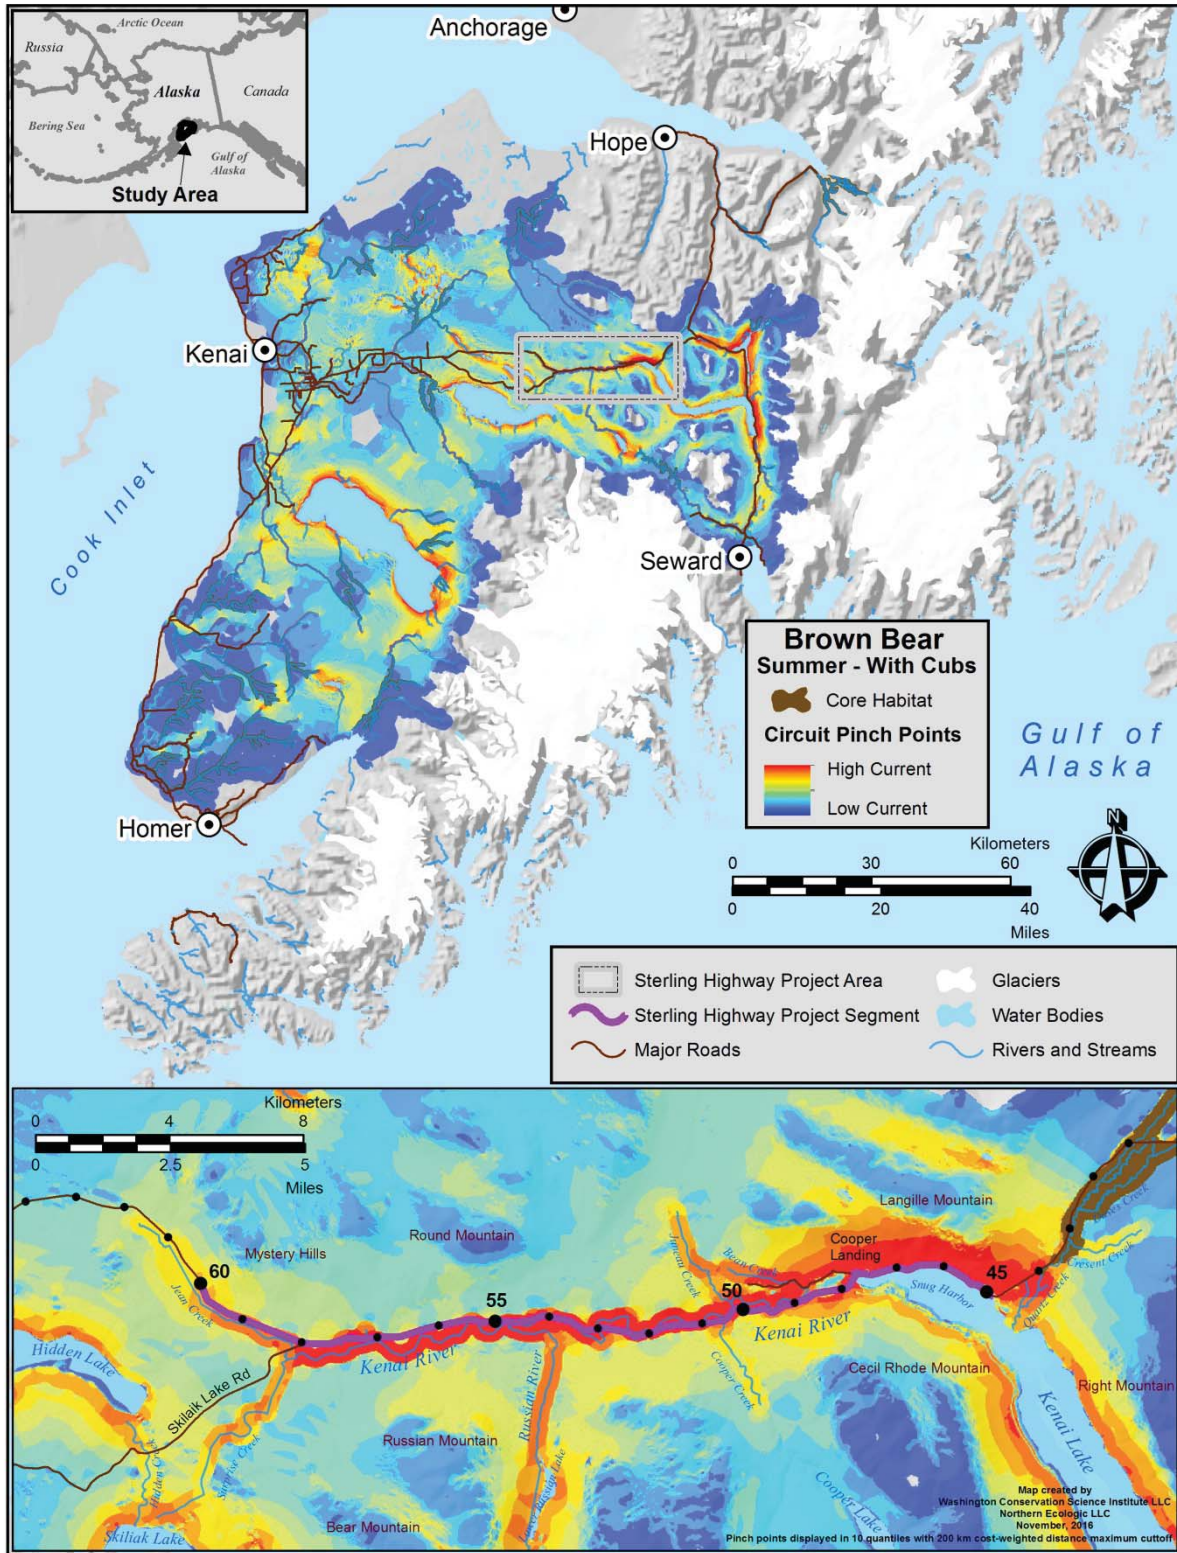 Anchorage
Arctic Ocean
Russia
Alaska
Canada
Bering Sea
Gulf of
Alaska
Study Area
Hope
Kenai
Cook Inlet
Seward
Homer
Gulf of
Alaska
Brown Bear
Summer - With Cubs
Core Habitat
Circuit Pinch Points
High Current
Low Current
N
Kilometers
0 30 60
0 20 40
Miles
Sterling Highway Project Area
Glaciers
Sterling Highway Project Segment
Water Bodies
Major Roads
Rivers and Streams
Kilometers
0 4 8
0 2.5 5
Miles
Langille Mountain
Round Mountain
Mystery Hills
Juneau Creek
Bean Creek
Cooper
Landing
Cresent Creek
60
Jean Creek
55
50
45
Snug Harbor
Quartz Creek
Kenai River
Kenai River
Hidden Lake
Skilaik Lake Rd
Cooper Creek
Cecil Rhode Mountain
Right Mountain
Russian River
Kenai Lake
Hidden Creek
Surprise Creek
Russian Mountain
Lower Russian Lake
Skiliak Lake
Bear Mountain
Cooper Lake
Map created by
Washington Conservation Science Institute LLC
Northern Ecologic LLC
November, 2016
Pinch points displayed in 10 quantiles with 200 km cost-weighted distance maximum cuttoff